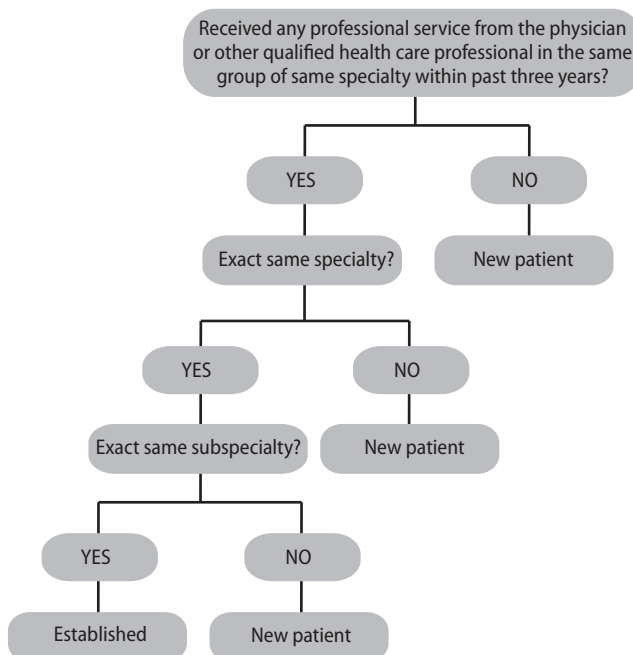 Received any professional service from the physician
or other qualified health care professional in the same
group of same specialty within past three years?
YES
NO
Exact same specialty?
New patient
YES
NO
Exact same subspecialty?
New patient
YES
NO
Established
New patient